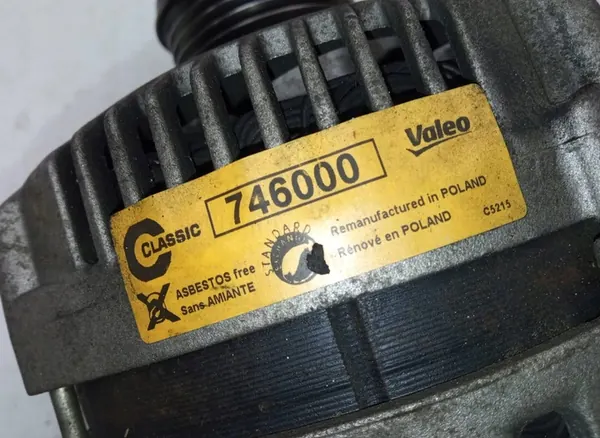 Valeo
746000
CLASSIC
Remanufactured in POLAND
Rénové en POLAND
C5215
STANDARD
ASBESTOS free
Sans AMIANTE